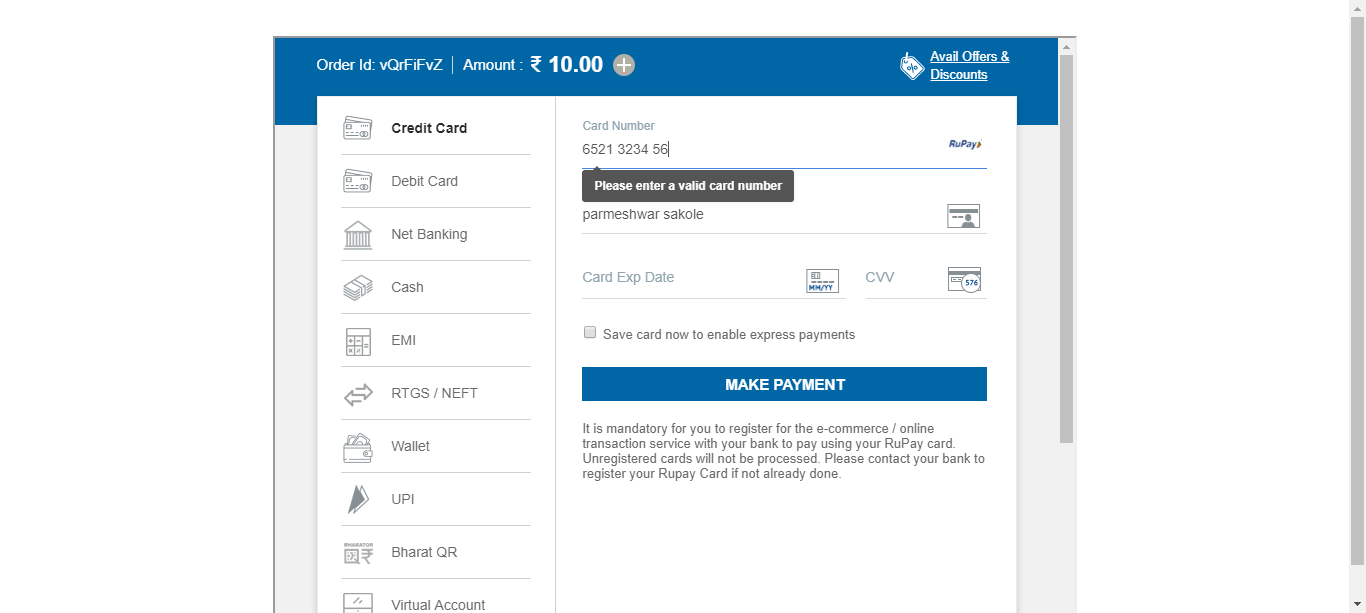 Order Id: vQrFiFvZ | Amount : ₹ 10.00
Avail Offers &
Discounts
Credit Card
Debit Card
Net Banking
Cash
EMI
RTGS / NEFT
Wallet
UPI
BHARATQR
Bharat QR
Virtual Account
Card Number
6521 3234 56
RuPay
Please enter a valid card number
parmeshwar sakole
Card Exp Date
MM/YY
CVV
576
Save card now to enable express payments
MAKE PAYMENT
It is mandatory for you to register for the e-commerce / online
transaction service with your bank to pay using your RuPay card.
Unregistered cards will not be processed. Please contact your bank to
register your Rupay Card if not already done.